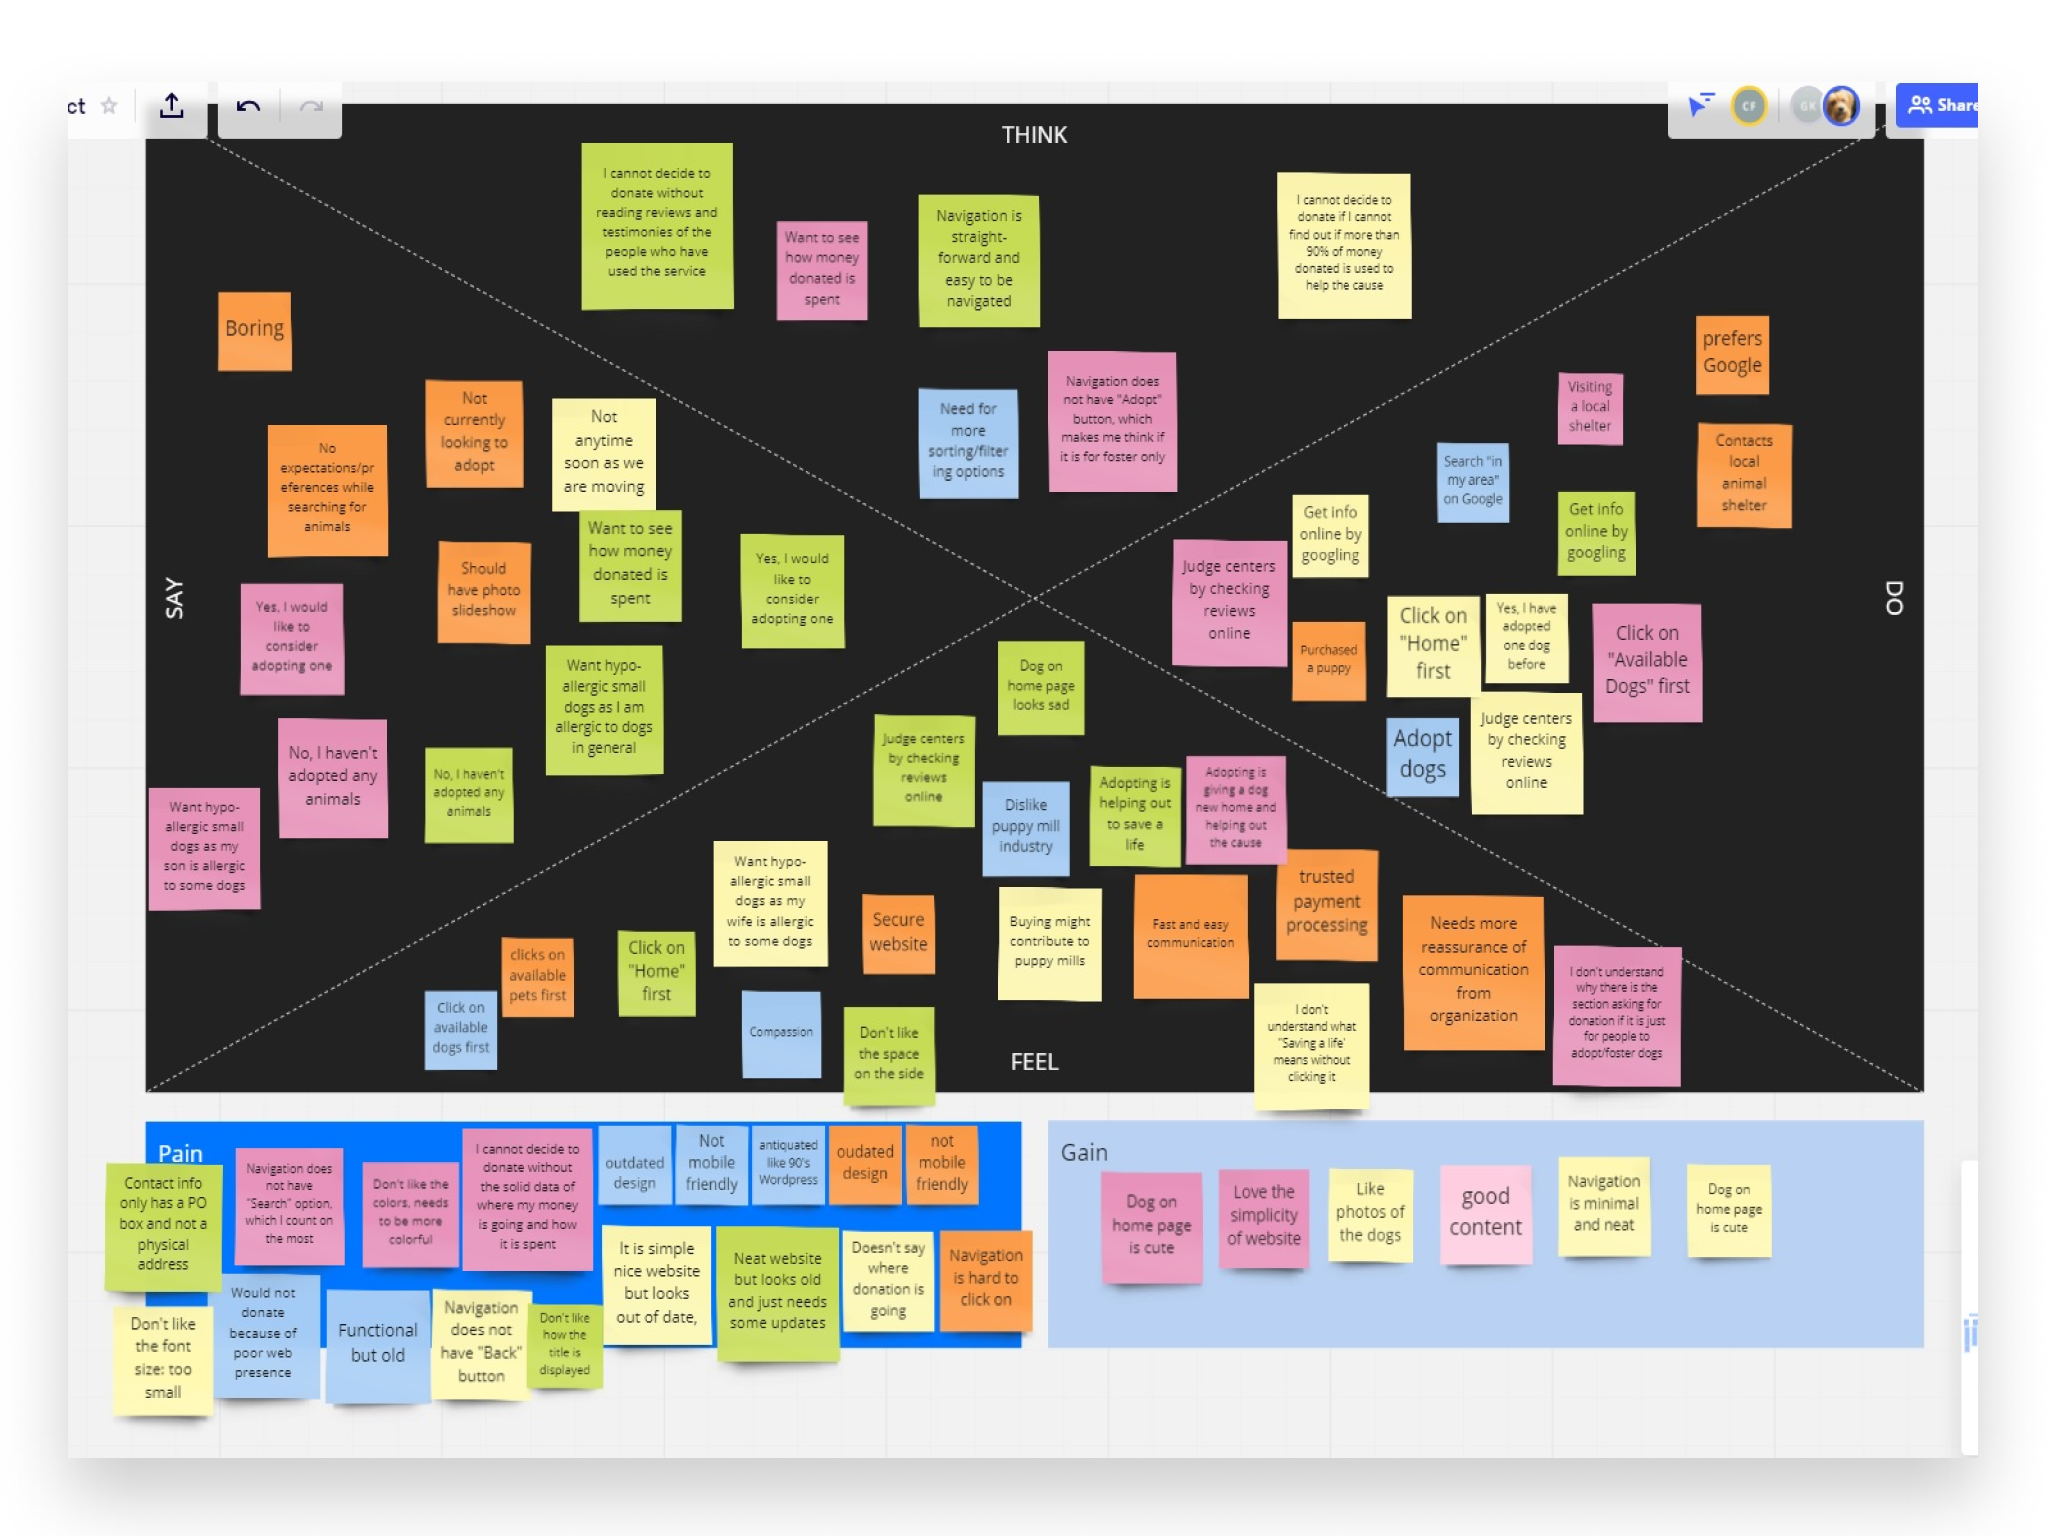 ct
CF
GK
Share
THINK
I cannot decide to
donate without
reading reviews and
testimonies of the
people who have
used the service
Want to see
how money
donated is
spent
Navigation is
straight-
forward and
easy to be
navigated
I cannot decide to
donate if I cannot
find out if more than
90% of money
donated is used to
help the cause
Need for
more
sorting/filter
ing options
Navigation does
not have "Adopt"
button, which
makes me think if
it is for foster only
SAY
Boring
No
expectations/pr
eferences while
searching for
animals
Not
currently
looking to
adopt
Not
anytime
soon as we
are moving
Should
have photo
slideshow
Want to see
how money
donated is
spent
Yes, I would
like to
consider
adopting one
Yes, I would
like to
consider
adopting one
Want hypo-
allergic small
dogs as I am
allergic to dogs
in general
No, I haven't
adopted any
animals
No, I haven't
adopted any
animals
Want hypo-
allergic small
dogs as my
son is allergic
to some dogs
DO
prefers
Google
Visiting
a local
shelter
Contacts
local
animal
shelter
Search "in
my area"
on Google
Get info
online by
googling
Get info
online by
googling
Judge centers
by checking
reviews
online
Purchased
a puppy
Click on
"Home"
first
Yes, I have
adopted
one dog
before
Click on
"Available
Dogs" first
Adopt
dogs
Judge centers
by checking
reviews
online
FEEL
Dog on
home page
looks sad
Judge centers
by checking
reviews
online
Dislike
puppy mill
industry
Adopting is
helping out
to save a
life
Adopting is
giving a dog
new home and
helping out
the cause
Want hypo-
allergic small
dogs as my
wife is allergic
to some dogs
Secure
website
Buying might
contribute to
puppy mills
Fast and easy
communication
trusted
payment
processing
Needs more
reassurance of
communication
from
organization
I don't understand
why there is the
section asking for
donation if it is just
for people to
adopt/foster dogs
clicks on
available
pets first
Click on
available
dogs first
Click on
"Home"
first
Compassion
Don't like
the space
on the side
I don't
understand what
"Saving a life'
means without
clicking it
Pain
Contact info
only has a PO
box and not a
physical
address
Navigation does
not have
"Search" option,
which I count on
the most
Don't like the
colors, needs
to be more
colorful
I cannot decide to
donate without
the solid data of
where my money
is going and how
it is spent
outdated
design
Not
mobile
friendly
antiquated
like 90's
Wordpress
oudated
design
not
mobile
friendly
Don't like
the font
size: too
small
Would not
donate
because of
poor web
presence
Functional
but old
Navigation
does not
have "Back"
button
Don't like
how the
title is
displayed
It is simple
nice website
but looks
out of date,
Neat website
but looks old
and just needs
some updates
Doesn't say
where
donation is
going
Navigation
is hard to
click on
Gain
Dog on
home page
is cute
Love the
simplicity
of website
Like
photos of
the dogs
good
content
Navigation
is minimal
and neat
Dog on
home page
is cute